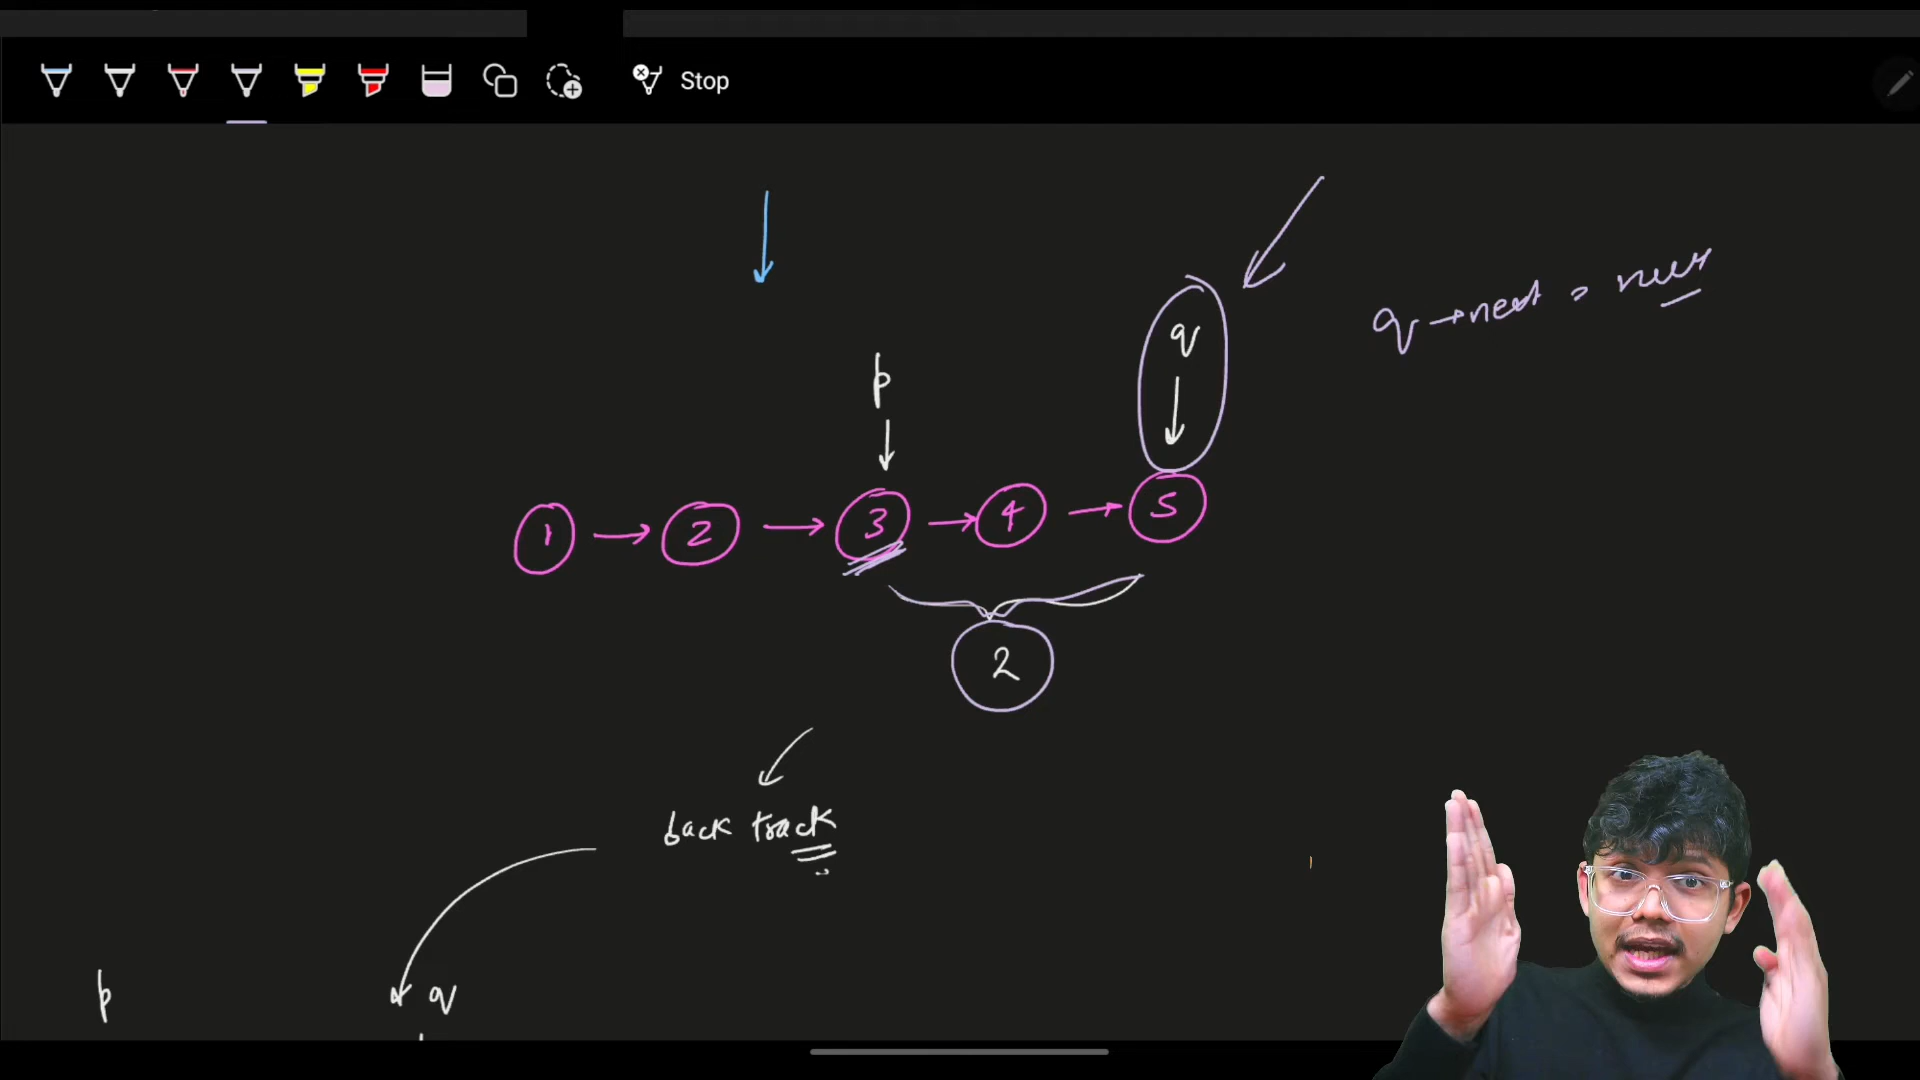 Stop
q → next = null
q
p
1 → 2 → 3 → 4 → 5
2
back track
p q